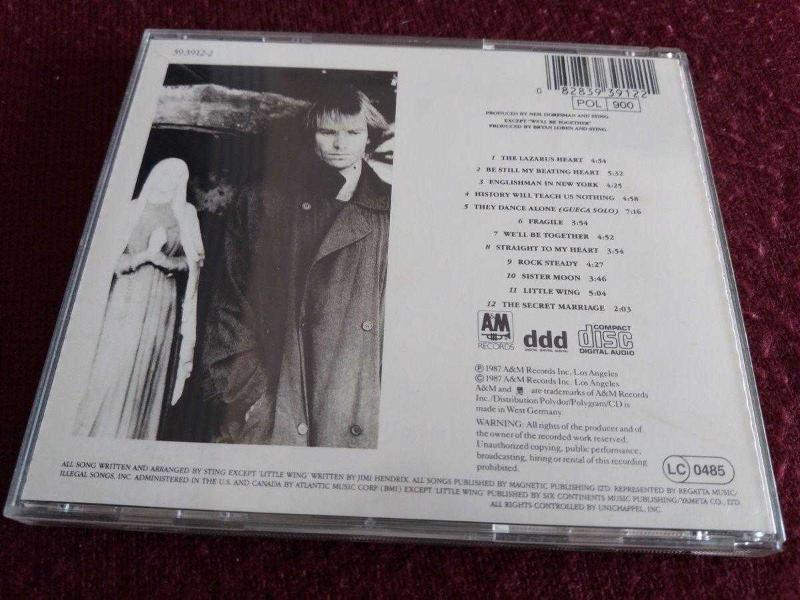 393912-2
0 82839 39122
POL 900
PRODUCED BY NEIL DORFSMAN AND STING
EXCEPT "WE'LL BE TOGETHER"
PRODUCED BY BRYAN LOREN AND STING.
1 THE LAZARUS HEART 4:34
2 BE STILL MY BEATING HEART 5:32
3 ENGLISHMAN IN NEW YORK 4:25
4 HISTORY WILL TEACH US NOTHING 4:58
5 THEY DANCE ALONE (GUECA SOLO) 7:16
6 FRAGILE 3:54
7 WE'LL BE TOGETHER 4:52
8 STRAIGHT TO MY HEART 3:54
9 ROCK STEADY 4:27
10 SISTER MOON 3:46
11 LITTLE WING 5:04
12 THE SECRET MARRIAGE 2:03
A&M RECORDS
ddd
DIGITAL DIGITAL DIGITAL
COMPACT disc DIGITAL AUDIO
Ⓟ 1987 A&M Records Inc. Los Angeles
© 1987 A&M Records Inc. Los Angeles
A&M and are trademarks of A&M Records
Inc./Distribution Polydor/Polygram/CD is
made in West Germany.
WARNING: All rights of the producer and of
the owner of the recorded work reserved.
Unauthorized copying, public performance,
broadcasting, hiring or rental of this recording
prohibited.
LC 0485
ALL SONG WRITTEN AND ARRANGED BY STING EXCEPT 'LITTLE WING' WRITTEN BY JIMI HENDRIX. ALL SONGS PUBLISHED BY MAGNETIC PUBLISHING LTD. REPRESENTED BY REGATTA MUSIC/
ILLEGAL SONGS, INC. ADMINISTERED IN THE U.S. AND CANADA BY ATLANTIC MUSIC CORP. (BMI) EXCEPT 'LITTLE WING' PUBLISHED BY SIX CONTINENTS MUSIC PUBLISHING/YAMETA CO., LTD.
ALL RIGHTS CONTROLLED BY UNICHAPPEL, INC.